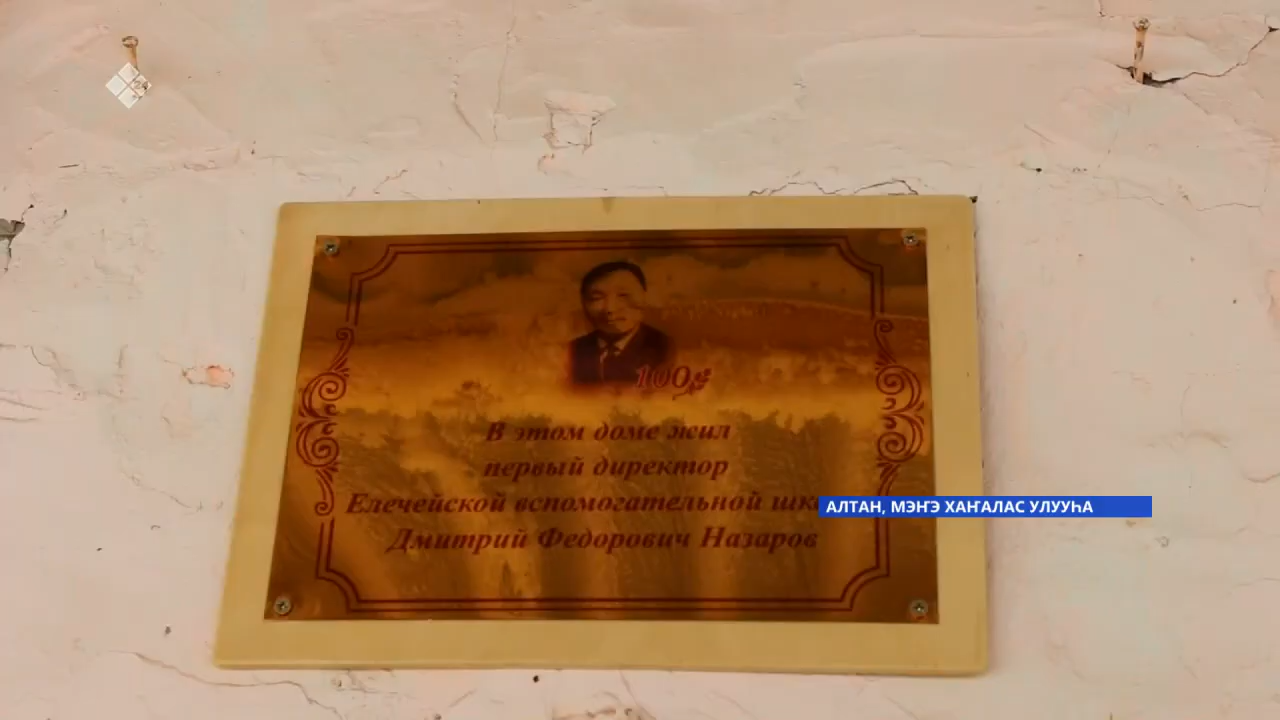 100
В этом доме жил
первый директор
Елечейской вспомогательной
Дмитрий Федорович Назаров
АЛТАН, МЭҤЭ ХАҤАЛАС УЛУУҺА